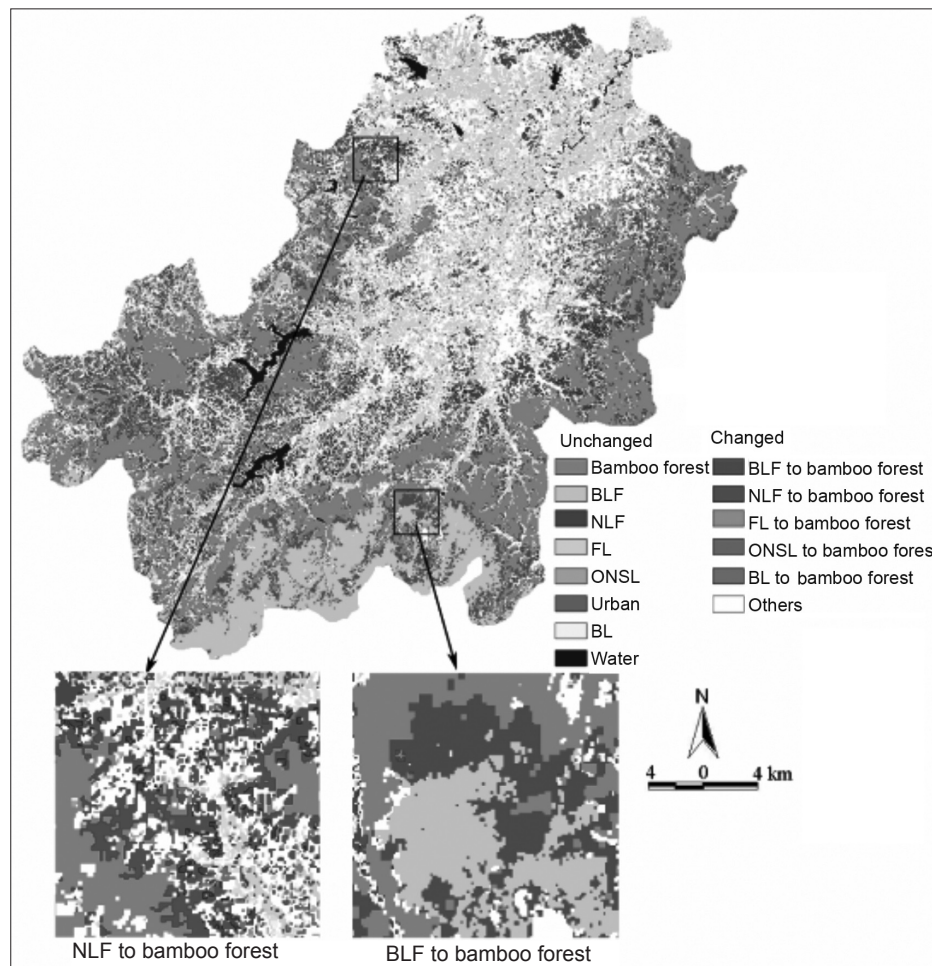 Unchanged
Bamboo forest
BLF
NLF
FL
ONSL
Urban
BL
Water
Changed
BLF to bamboo forest
NLF to bamboo forest
FL to bamboo forest
ONSL to bamboo fores
BL to bamboo forest
Others
N
4 0 4 km
NLF to bamboo forest
BLF to bamboo forest